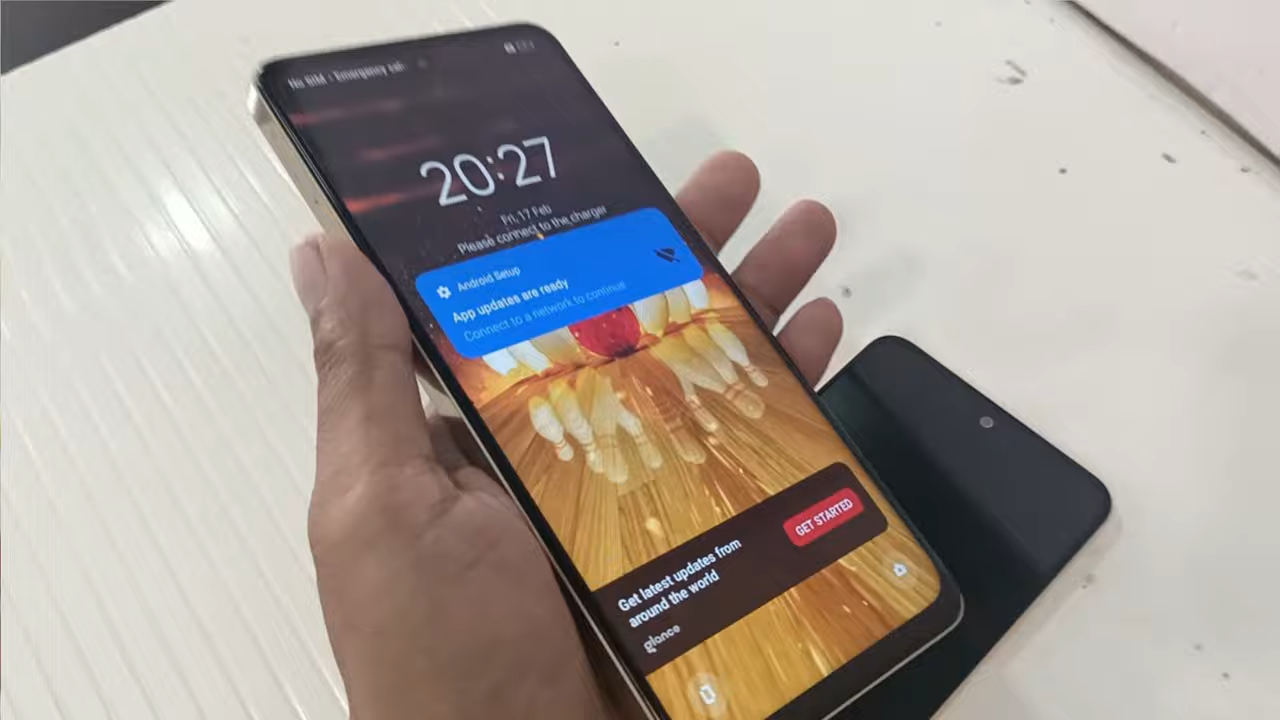 No SIM - Emergency call
20:27
Fri, 17 Feb
Please connect to the charger
Android Setup
App updates are ready
Connect to a network to continue
Get latest updates from
around the world
GET STARTED
glance